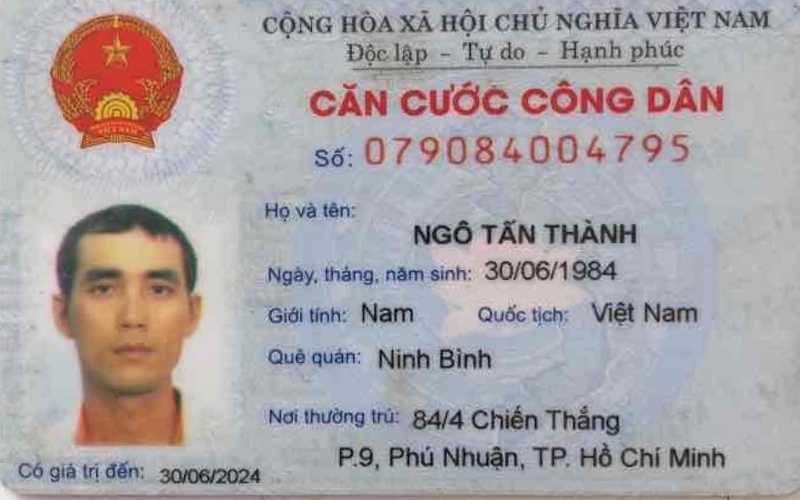 CỘNG HÒA XÃ HỘI CHỦ NGHĨA VIỆT NAM
Độc lập - Tự do - Hạnh phúc
CĂN CƯỚC CÔNG DÂN
Số: 079084004795
Họ và tên:
NGÔ TẤN THÀNH
Ngày, tháng, năm sinh: 30/06/1984
Giới tính: Nam Quốc tịch: Việt Nam
Quê quán: Ninh Bình
Nơi thường trú: 84/4 Chiến Thắng
P.9, Phú Nhuận, TP. Hồ Chí Minh
Có giá trị đến: 30/06/2024
VIỆT NAM